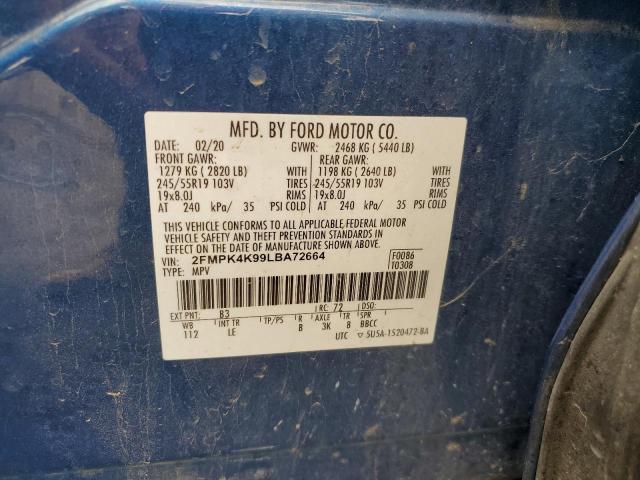 MFD. BY FORD MOTOR CO.
DATE: 02/20 GVWR: 2468 KG ( 5440 LB)
FRONT GAWR: REAR GAWR:
1279 KG ( 2820 LB) WITH 1198 KG ( 2640 LB) WITH
245/55R19 103V TIRES 245/55R19 103V TIRES
19x8.0J RIMS 19x8.0J RIMS
AT 240 kPa/ 35 PSI COLD AT 240 kPa/ 35 PSI COLD
THIS VEHICLE CONFORMS TO ALL APPLICABLE FEDERAL MOTOR
VEHICLE SAFETY AND THEFT PREVENTION STANDARDS IN EFFECT ON
THE DATE OF MANUFACTURE SHOWN ABOVE.
VIN: 2FMPK4K99LBA72664 F0086
TYPE: MPV T0308
EXT PNT: B3 RC: 72 DSO:
WB INT TR TP/PS R AXLE TR SPR
112 LE 8 3K 8 BBCC
UTC ▽ 5U5A-1520472-BA